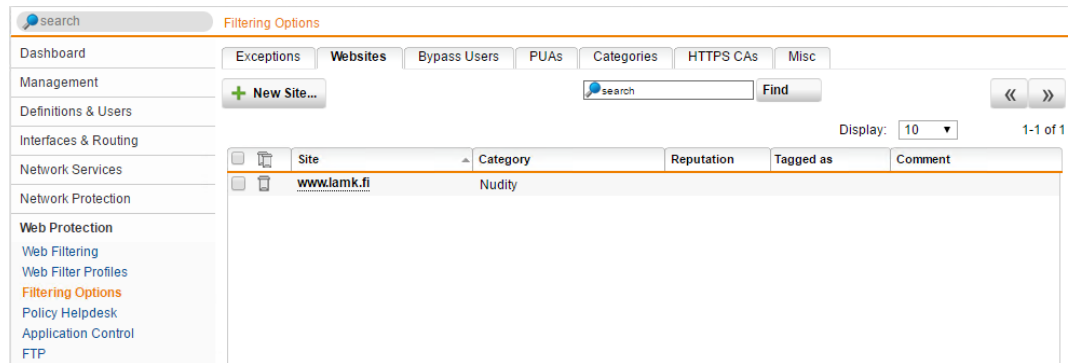 search
Filtering Options
Dashboard
Management
Definitions & Users
Interfaces & Routing
Network Services
Network Protection
Web Protection
Web Filtering
Web Filter Profiles
Filtering Options
Policy Helpdesk
Application Control
FTP
Exceptions Websites Bypass Users PUAs Categories HTTPS CAs Misc
New Site... search Find
Display: 10 1-1 of 1
Site Category Reputation Tagged as Comment
www.lamk.fi Nudity